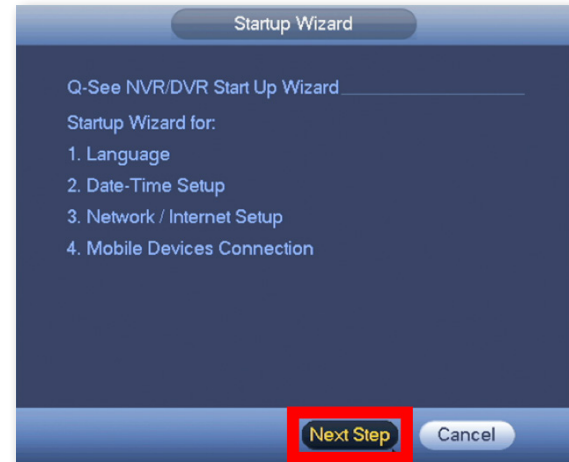 Startup Wizard
Q-See NVR/DVR Start Up Wizard
Startup Wizard for:
1. Language
2. Date-Time Setup
3. Network / Internet Setup
4. Mobile Devices Connection
Next Step Cancel